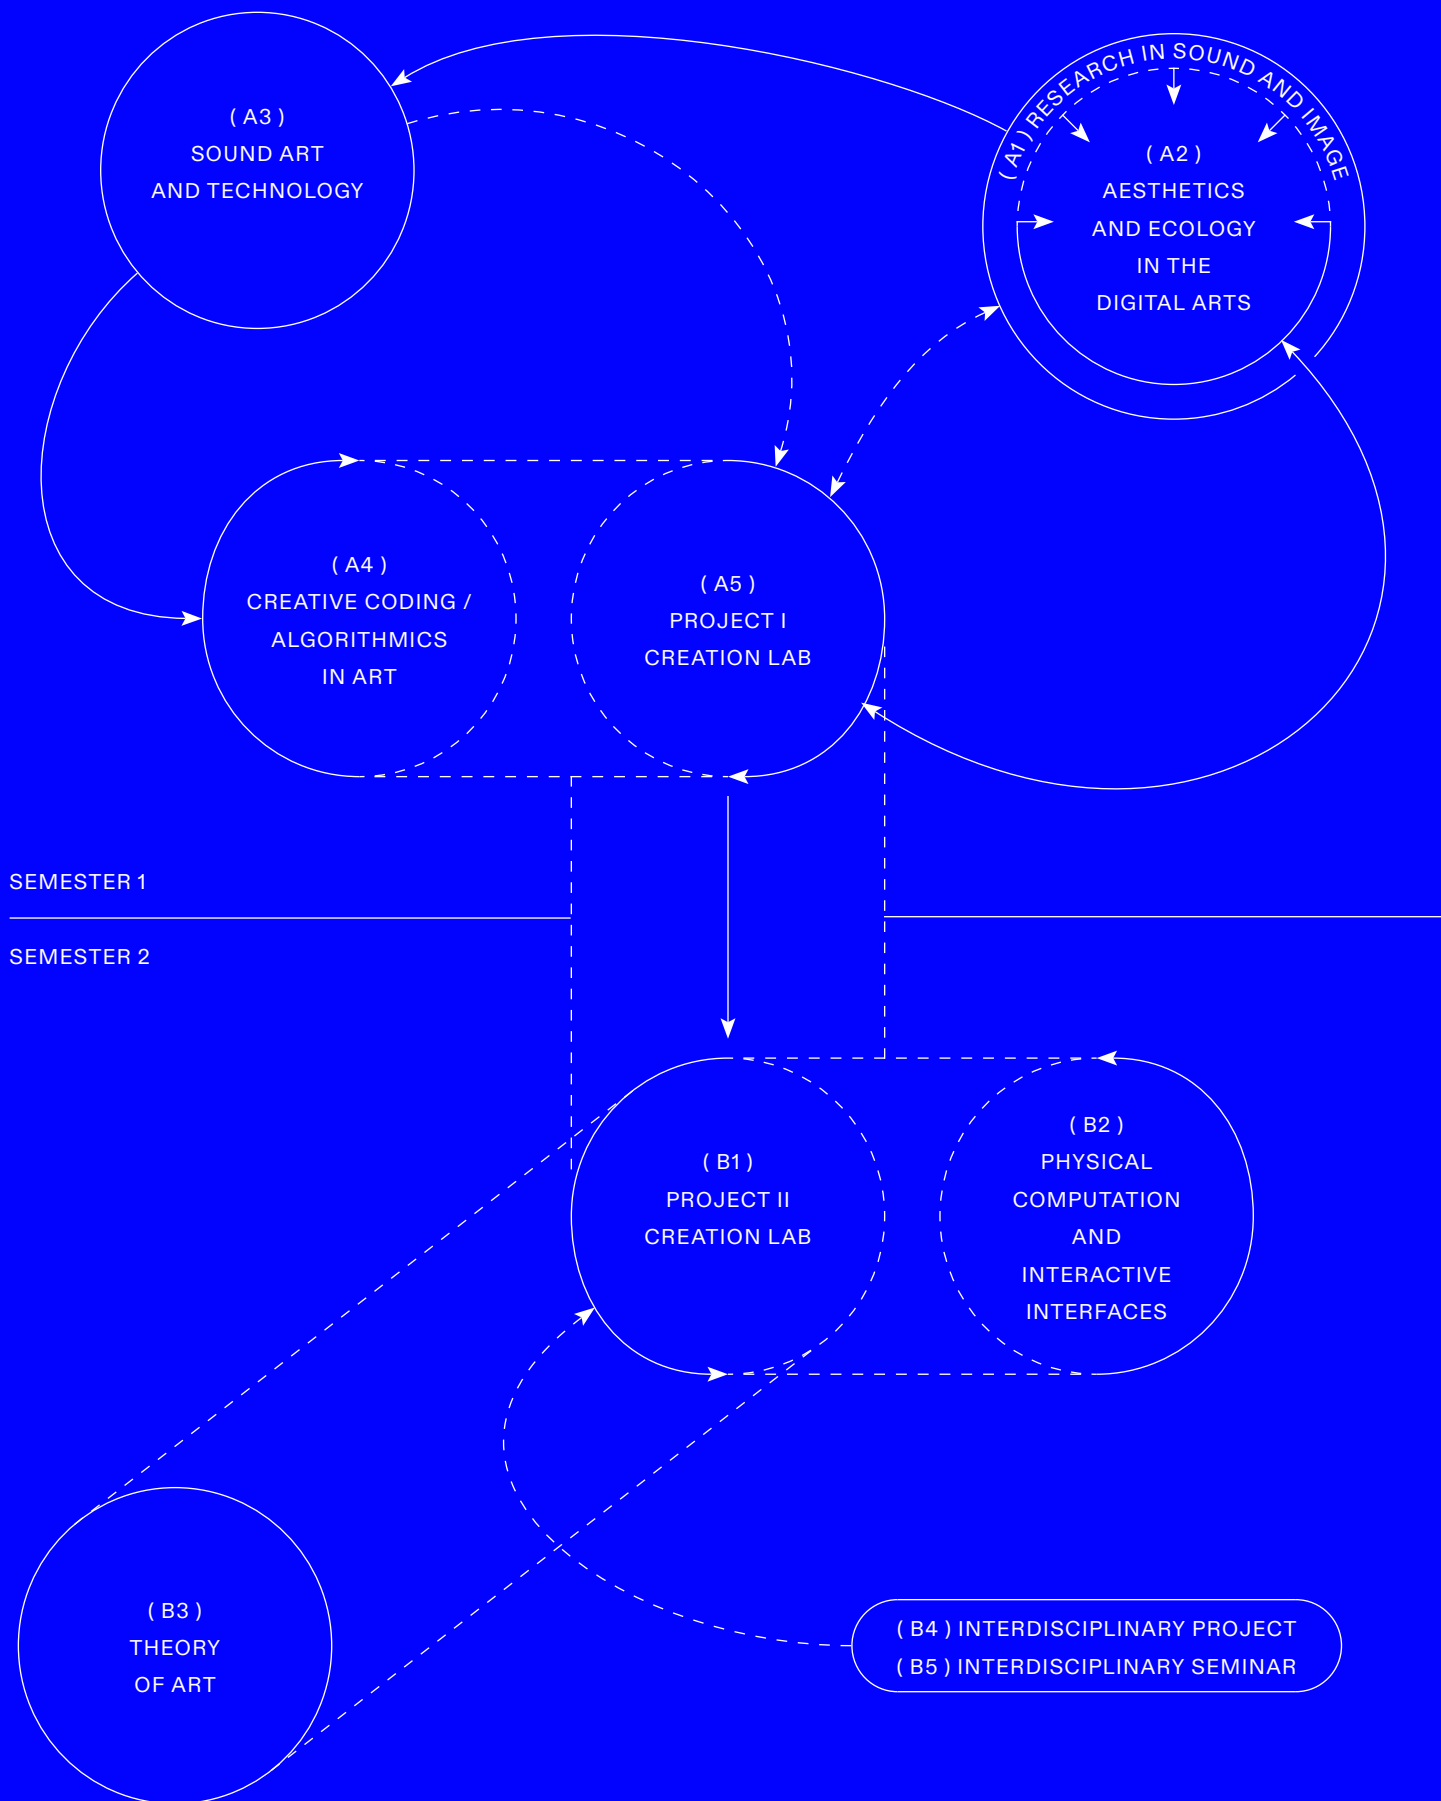 ( A3 )
SOUND ART
AND TECHNOLOGY
( A1 ) RESEARCH IN SOUND AND IMAGE
( A2 )
AESTHETICS
AND ECOLOGY
IN THE
DIGITAL ARTS
( A4 )
CREATIVE CODING /
ALGORITHMICS
IN ART
( A5 )
PROJECT I
CREATION LAB
SEMESTER 1
SEMESTER 2
( B1 )
PROJECT II
CREATION LAB
( B2 )
PHYSICAL
COMPUTATION
AND
INTERACTIVE
INTERFACES
( B3 )
THEORY
OF ART
( B4 ) INTERDISCIPLINARY PROJECT
( B5 ) INTERDISCIPLINARY SEMINAR